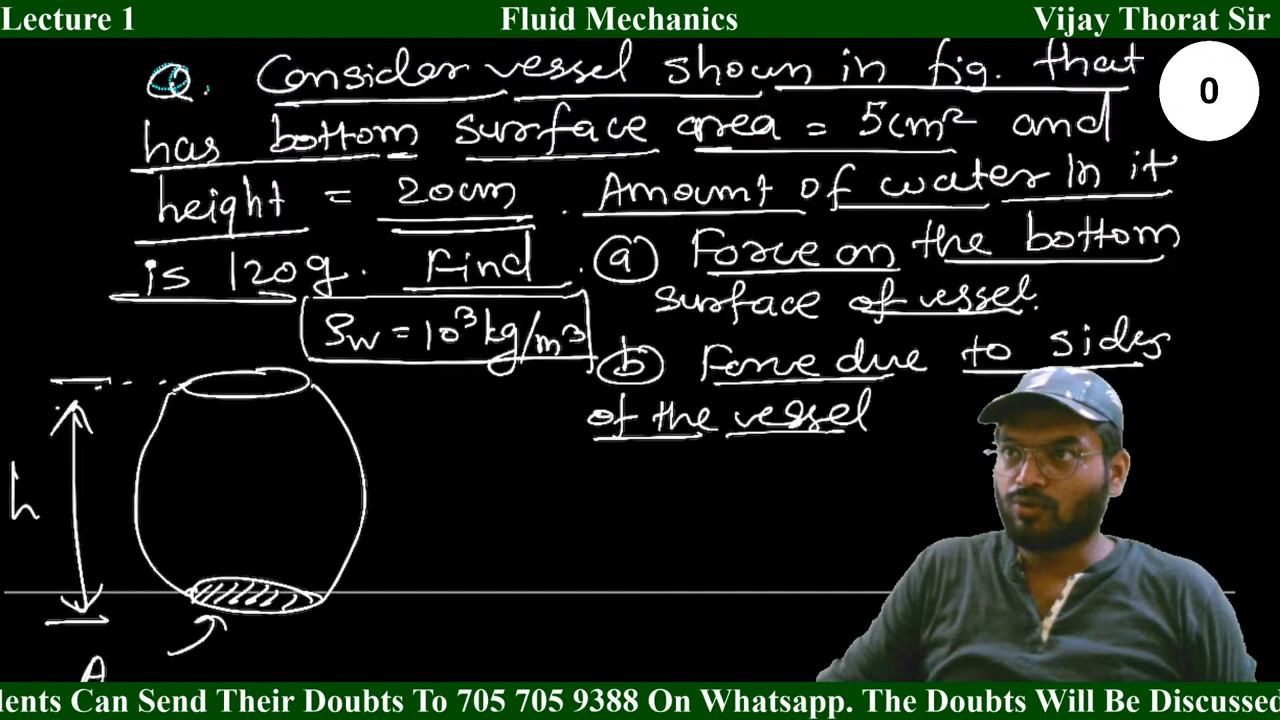 Lecture 1 Fluid Mechanics Vijay Thorat Sir
0
Q. Consider vessel shown in fig. that
has bottom surface area = 5cm² and
height = 20cm. Amount of water in it
is 120g. Find
ρw = 10³ kg/m³
(a) Force on the bottom
surface of vessel.
(b) Force due to sides
of the vessel
h
A
dents Can Send Their Doubts To 705 705 9388 On Whatsapp. The Doubts Will Be Discussed